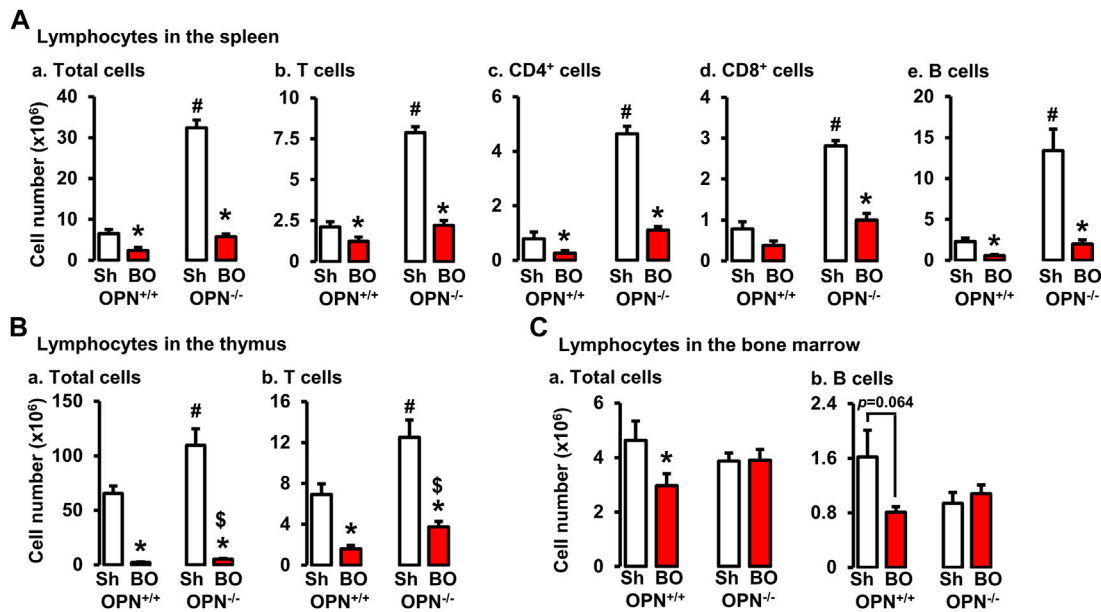 A
Lymphocytes in the spleen
a. Total cells
Cell number (x10⁶)
40
30
20
10
0
#
*
*
Sh BO Sh BO
OPN⁺/⁺ OPN⁻/⁻
b. T cells
10
7.5
5
2.5
0
#
*
*
Sh BO Sh BO
OPN⁺/⁺ OPN⁻/⁻
c. CD4⁺ cells
6
4
2
0
#
*
*
Sh BO Sh BO
OPN⁺/⁺ OPN⁻/⁻
d. CD8⁺ cells
4
3
2
1
0
#
*
Sh BO Sh BO
OPN⁺/⁺ OPN⁻/⁻
e. B cells
20
15
10
5
0
#
*
*
Sh BO Sh BO
OPN⁺/⁺ OPN⁻/⁻
B
Lymphocytes in the thymus
a. Total cells
Cell number (x10⁶)
150
100
50
0
#
*
$
*
Sh BO Sh BO
OPN⁺/⁺ OPN⁻/⁻
b. T cells
16
12
8
4
0
#
*
$
*
Sh BO Sh BO
OPN⁺/⁺ OPN⁻/⁻
C
Lymphocytes in the bone marrow
a. Total cells
Cell number (x10⁶)
6
4
2
0
*
Sh BO Sh BO
OPN⁺/⁺ OPN⁻/⁻
b. B cells
2.4
1.6
0.8
0
p=0.064
Sh BO Sh BO
OPN⁺/⁺ OPN⁻/⁻